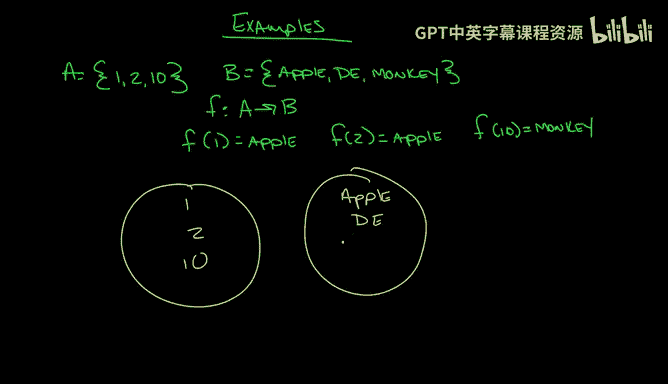 Examples
GPT中英字幕课程资源 bilibili
A = {1, 2, 10} B = {APPLE, DE, MONKEY}
f: A → B
f(1) = APPLE f(2) = APPLE f(10) = MONKEY
1
2
10
Apple
DE